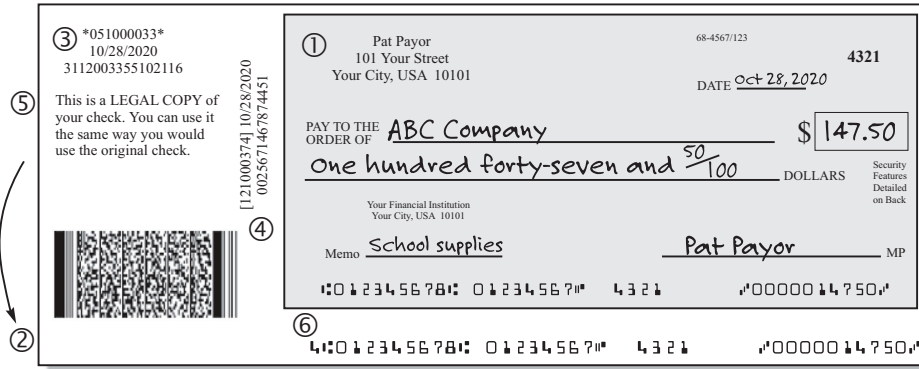 ③ *051000033*
10/28/2020
3112003355102116
⑤
This is a LEGAL COPY of
your check. You can use it
the same way you would
use the original check.
[121000374] 10/28/2020
0025671467874451
④
②
①
Pat Payor
101 Your Street
Your City, USA 10101
68-4567/123
4321
DATE Oct 28, 2020
PAY TO THE
ORDER OF ABC Company $ 147.50
One hundred forty-seven and 50/100 DOLLARS
Security
Features
Detailed
on Back
Your Financial Institution
Your City, USA 10101
Memo School supplies Pat Payor MP
⑆012345678⑆ 01234567⑈ 4321 ⑇0000014750⑇
⑥
4⑆012345678⑆ 01234567⑈ 4321 ⑇0000014750⑇